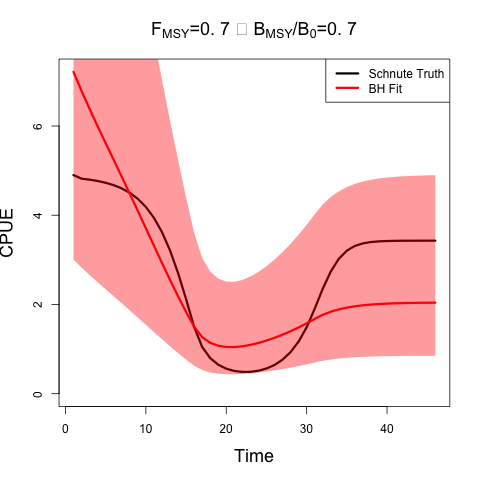 FMSY=0. 7 □ BMSY/B0=0. 7
Schnute Truth
BH Fit
CPUE
6
4
2
0
0 10 20 30 40
Time